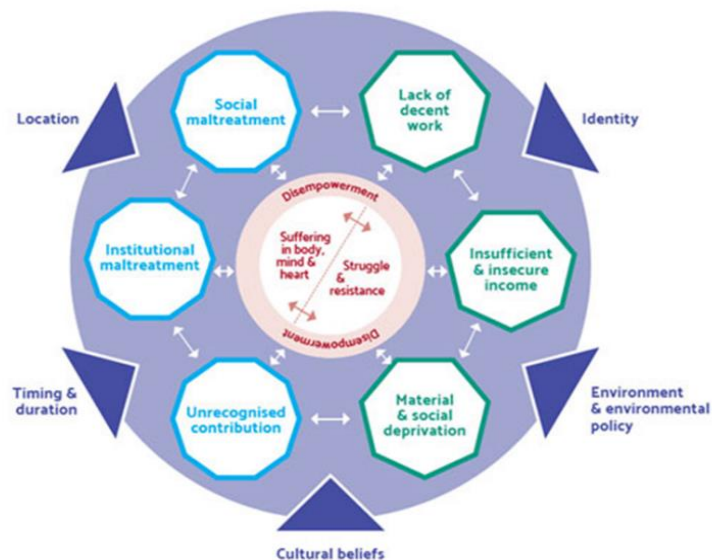 Social
maltreatment
Lack of
decent
work
Location
Identity
Disempowerment
Institutional
maltreatment
Suffering
in body,
mind &
heart
Struggle
&
resistance
Insufficient
& insecure
income
Disempowerment
Timing &
duration
Unrecognised
contribution
Material
& social
deprivation
Environment
& environmental
policy
Cultural beliefs